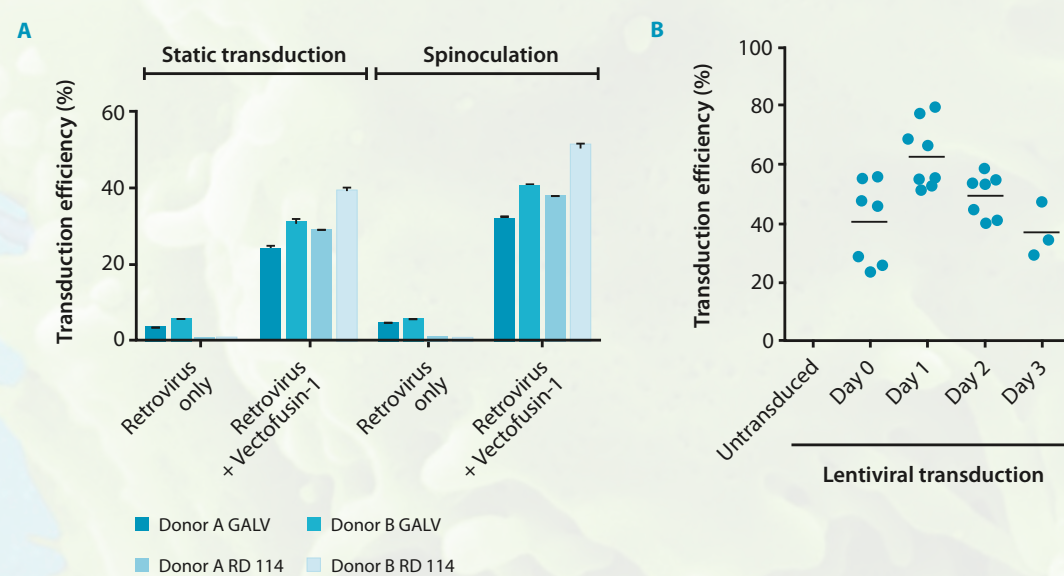 A
Static transduction
Spinoculation
Transduction efficiency (%)
60
40
20
0
Retrovirus
only
Retrovirus
+ Vectofusin-1
Retrovirus
only
Retrovirus
+ Vectofusin-1
Donor A GALV
Donor B GALV
Donor A RD 114
Donor B RD 114
B
Transduction efficiency (%)
100
80
60
40
20
0
Untransduced
Day 0
Day 1
Day 2
Day 3
Lentiviral transduction